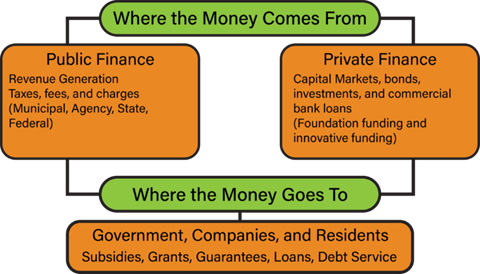 Where the Money Comes From
Public Finance
Revenue Generation
Taxes, fees, and charges
(Municipal, Agency, State,
Federal)
Private Finance
Capital Markets, bonds,
investments, and commercial
bank loans
(Foundation funding and
innovative funding)
Where the Money Goes To
Government, Companies, and Residents
Subsidies, Grants, Guarantees, Loans, Debt Service